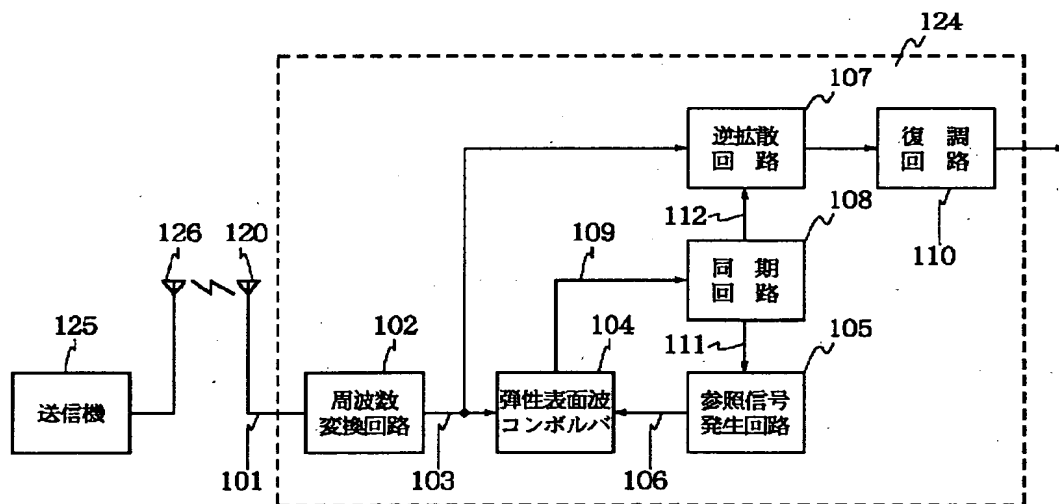 124
107
逆拡散
回路
復調
回路
112
108
110
126
120
109
同期
回路
125
102
104
111
105
送信機
周波数
変換回路
弾性表面波
コンボルバ
参照信号
発生回路
101
103
106